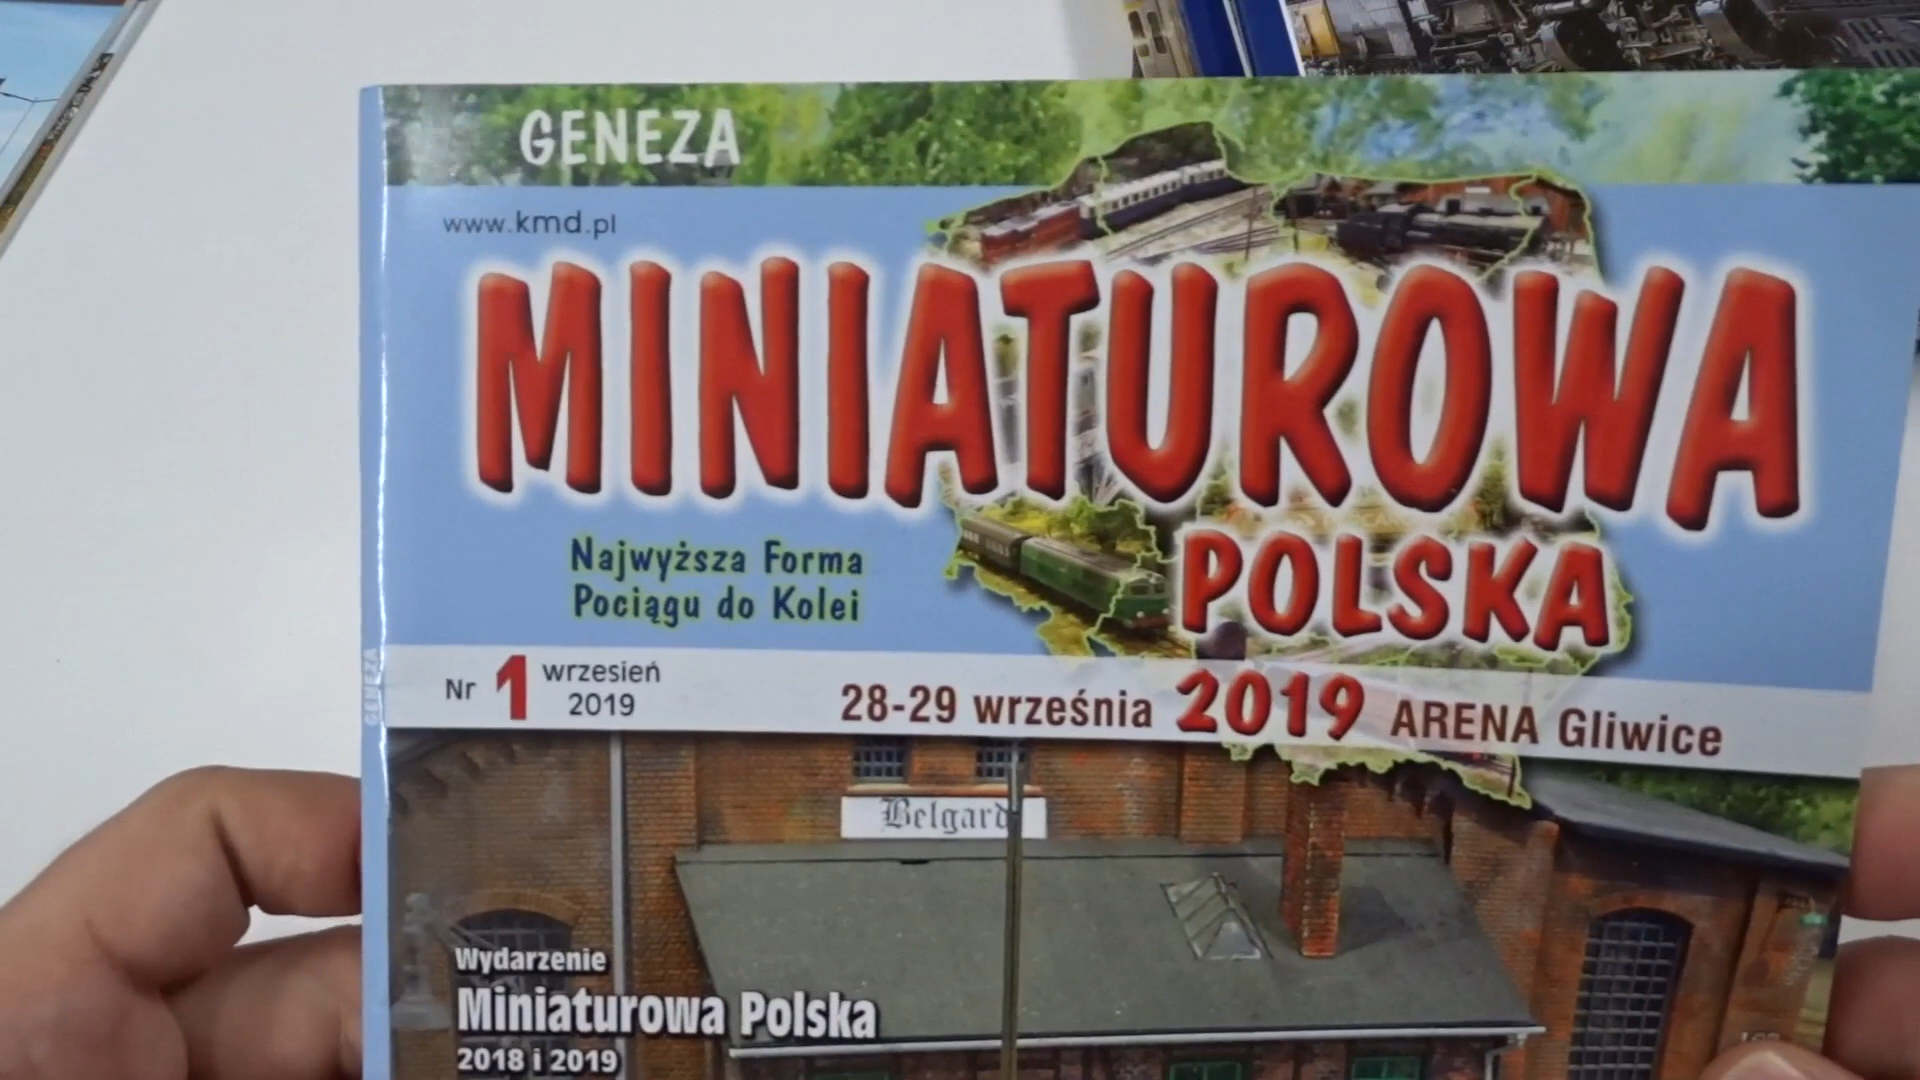 GENEZA
www.kmd.pl
MINIATUROWA
POLSKA
Najwyższa Forma
Pociągu do Kolei
GENEZA
Nr 1 wrzesień
2019
28-29 września 2019 ARENA Gliwice
Belgard
Wydarzenie
Miniaturowa Polska
2018 i 2019